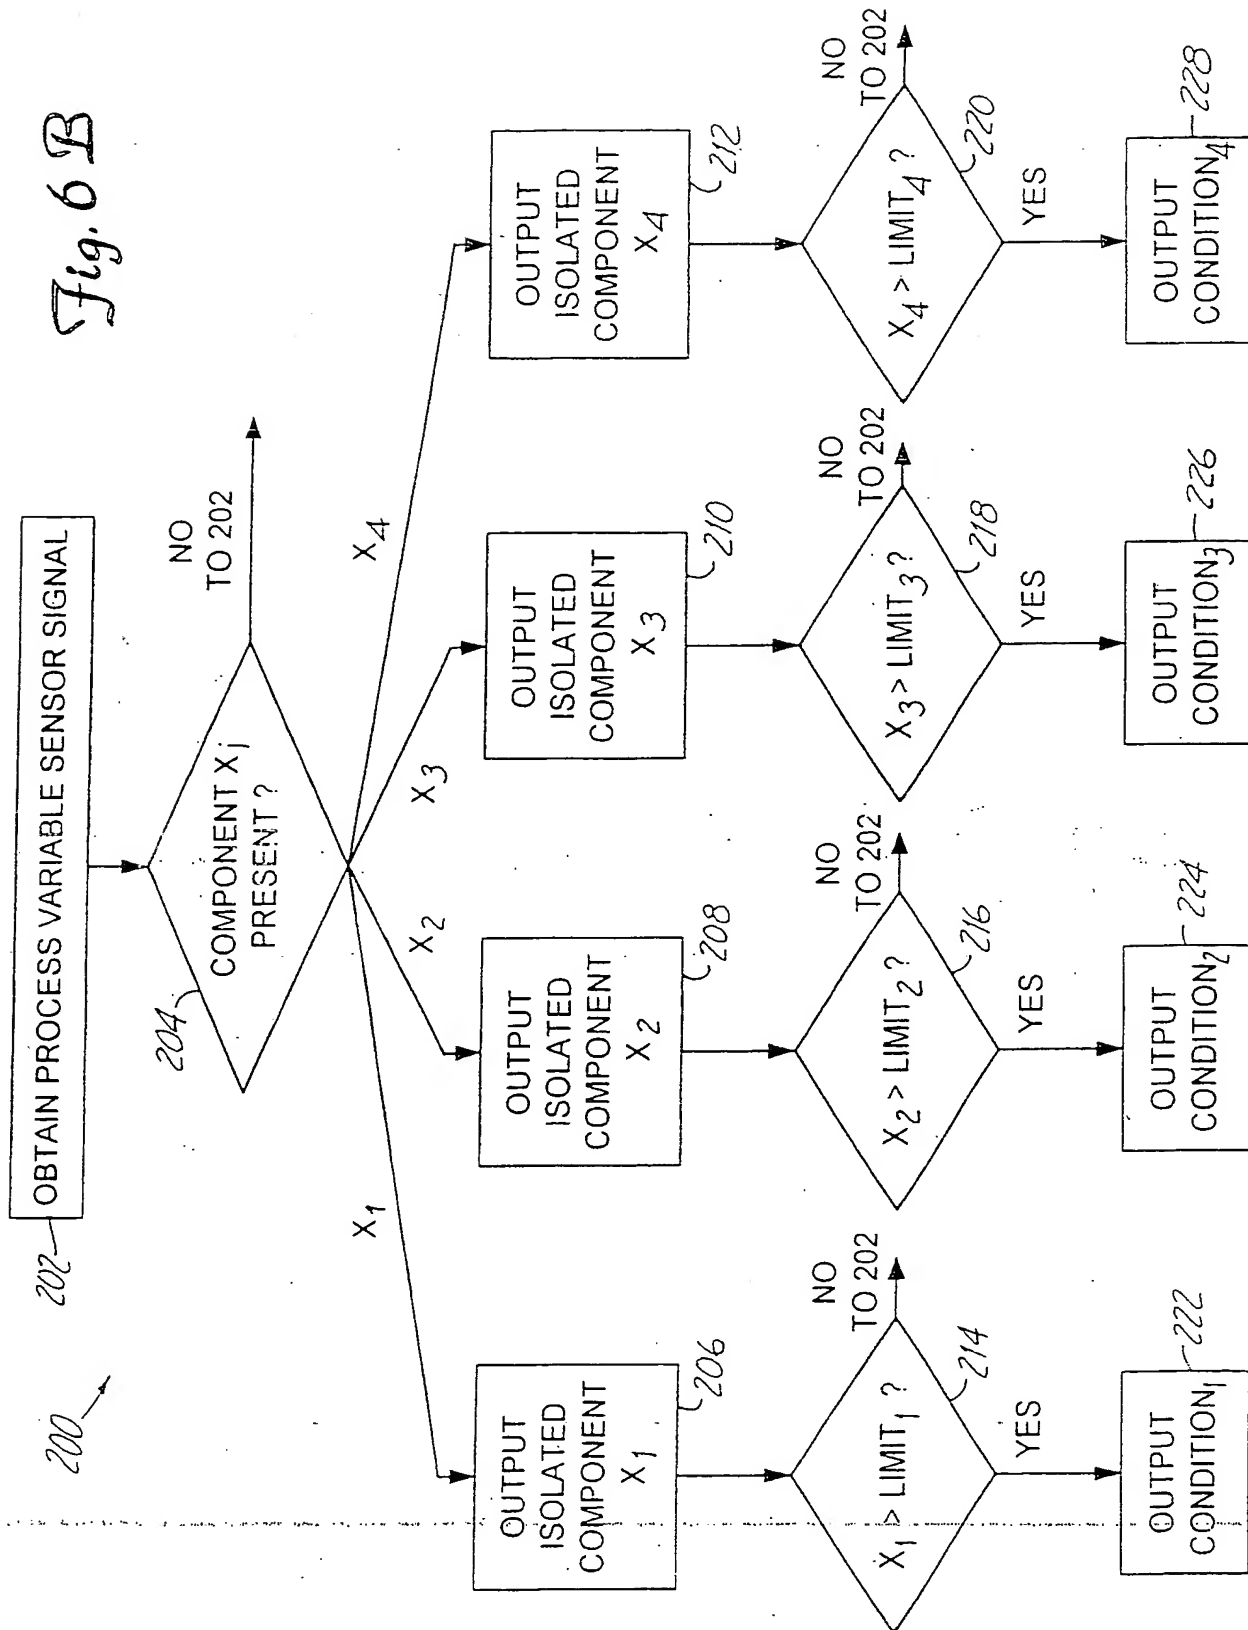 Fig. 6B
200
202
OBTAIN PROCESS VARIABLE SENSOR SIGNAL
204
COMPONENT Xj
PRESENT?
NO
TO 202
X1
X2
X3
X4
OUTPUT
ISOLATED
COMPONENT
X1
206
OUTPUT
ISOLATED
COMPONENT
X2
208
OUTPUT
ISOLATED
COMPONENT
X3
210
OUTPUT
ISOLATED
COMPONENT
X4
212
X1 > LIMIT1 ?
214
NO
TO 202
X2 > LIMIT2 ?
216
NO
TO 202
X3 > LIMIT3 ?
218
NO
TO 202
X4 > LIMIT4 ?
220
NO
TO 202
YES
YES
YES
YES
OUTPUT
CONDITION1
222
OUTPUT
CONDITION2
224
OUTPUT
CONDITION3
226
OUTPUT
CONDITION4
228